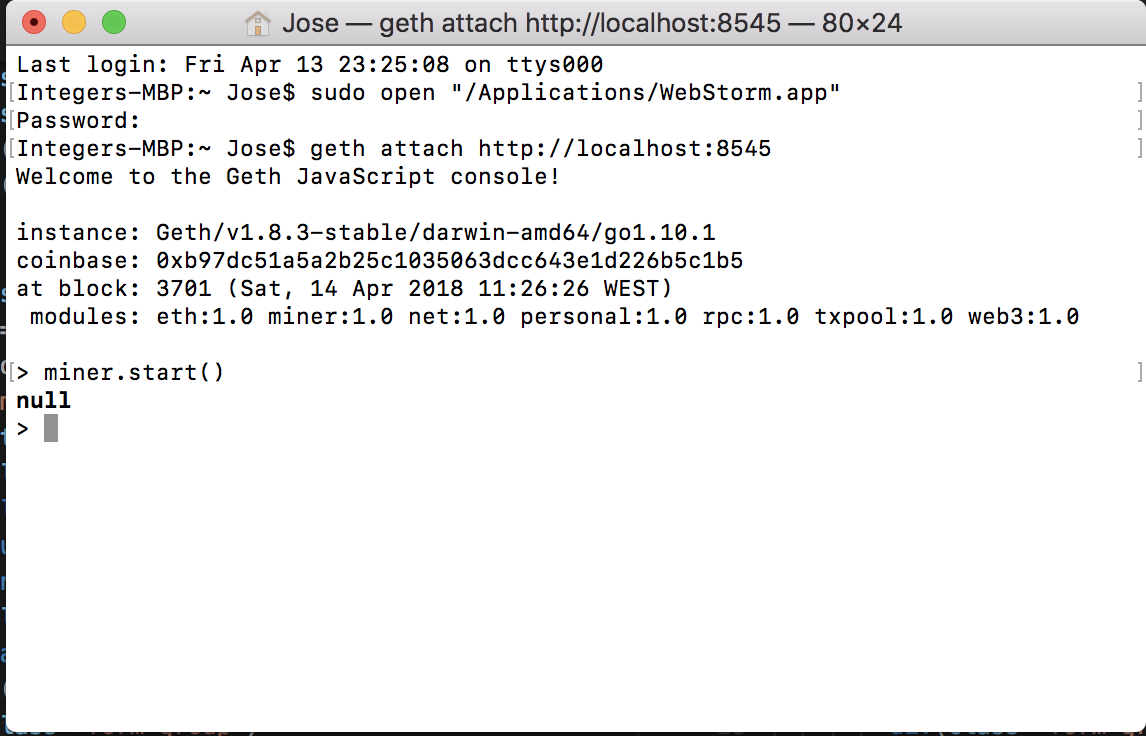 Jose — geth attach http://localhost:8545 — 80×24
Last login: Fri Apr 13 23:25:08 on ttys000
[Integers-MBP:~ Jose$ sudo open "/Applications/WebStorm.app" ]
[Password: ]
[Integers-MBP:~ Jose$ geth attach http://localhost:8545 ]
Welcome to the Geth JavaScript console!
instance: Geth/v1.8.3-stable/darwin-amd64/go1.10.1
coinbase: 0xb97dc51a5a2b25c1035063dcc643e1d226b5c1b5
at block: 3701 (Sat, 14 Apr 2018 11:26:26 WEST)
modules: eth:1.0 miner:1.0 net:1.0 personal:1.0 rpc:1.0 txpool:1.0 web3:1.0
[> miner.start() ]
null
>